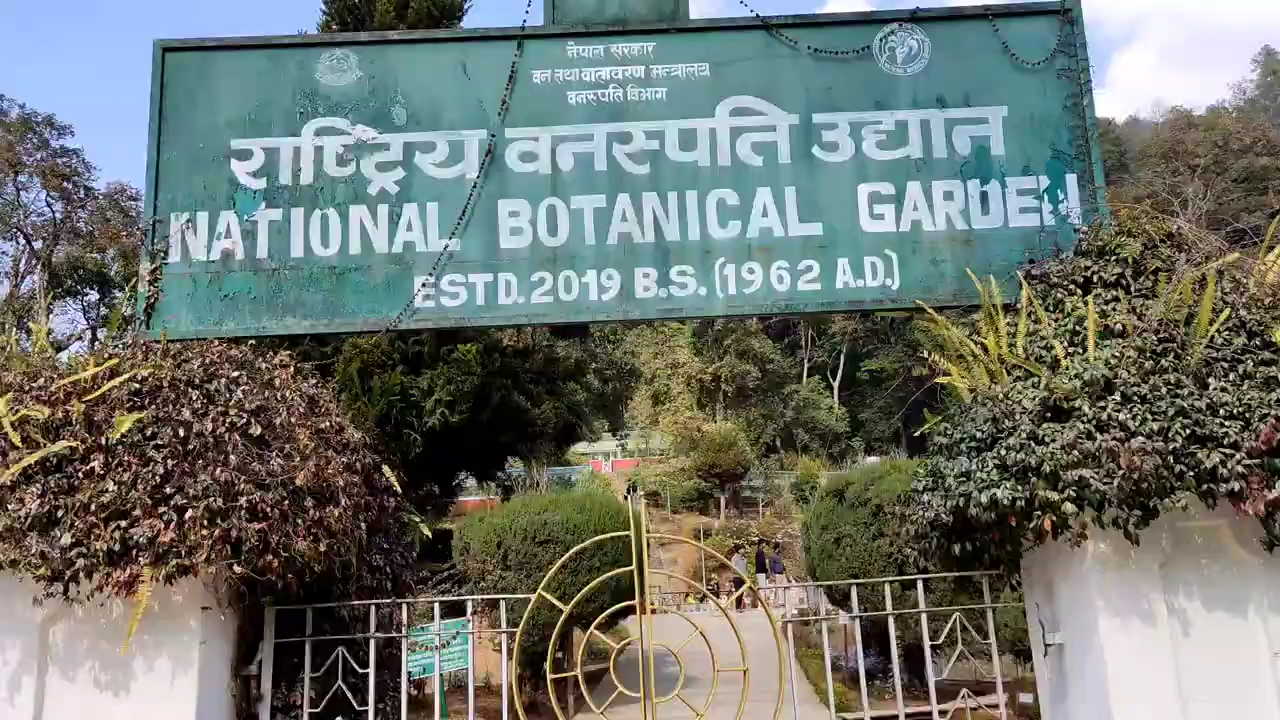 नेपाल सरकार
वन तथा वातावरण मन्त्रालय
वनस्पति विभाग
राष्ट्रिय वनस्पति उद्यान
NATIONAL BOTANICAL GARDEN
ESTD. 2019 B.S. (1962 A.D.)